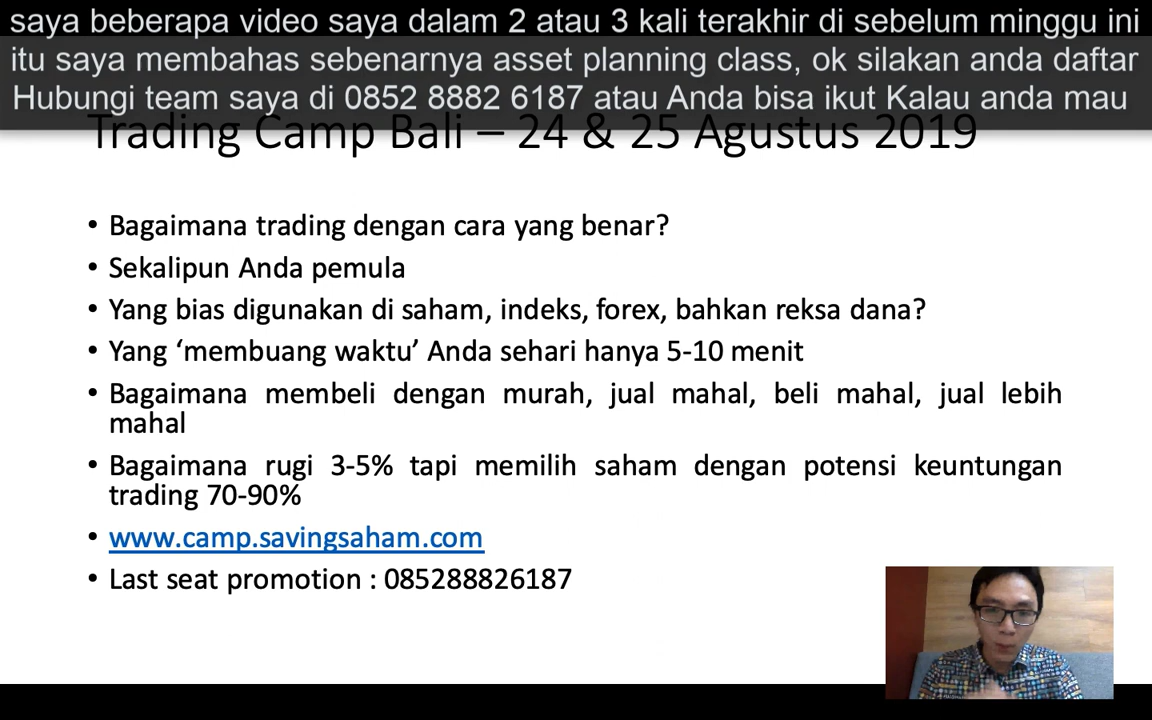 saya beberapa video saya dalam 2 atau 3 kali terakhir di sebelum minggu ini
itu saya membahas sebenarnya asset planning class, ok silakan anda daftar
Hubungi team saya di 0852 8882 6187 atau Anda bisa ikut Kalau anda mau
Trading Camp Bali – 24 & 25 Agustus 2019
• Bagaimana trading dengan cara yang benar?
• Sekalipun Anda pemula
• Yang bias digunakan di saham, indeks, forex, bahkan reksa dana?
• Yang ‘membuang waktu’ Anda sehari hanya 5-10 menit
• Bagaimana membeli dengan murah, jual mahal, beli mahal, jual lebih
mahal
• Bagaimana rugi 3-5% tapi memilih saham dengan potensi keuntungan
trading 70-90%
• www.camp.savingsaham.com
• Last seat promotion : 085288826187